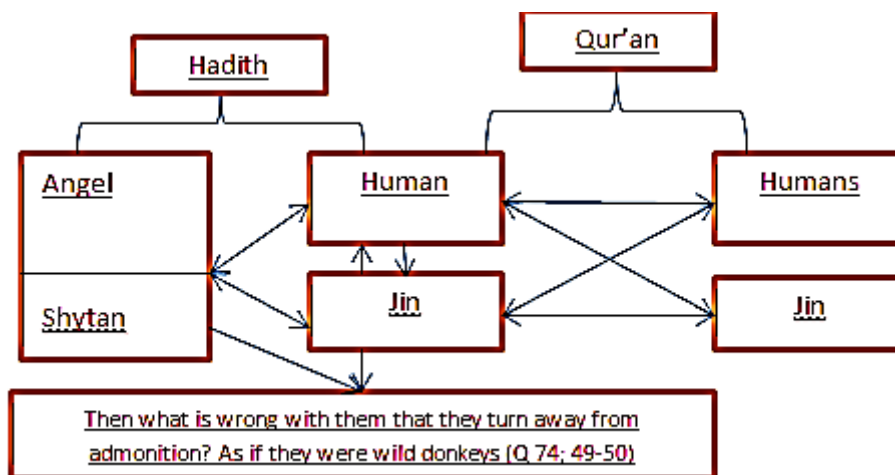 Qur'an
Hadith
Angel
Human
Humans
Shytan
Jin
Jin
Then what is wrong with them that they turn away from
admonition? As if they were wild donkeys (Q 74; 49-50)